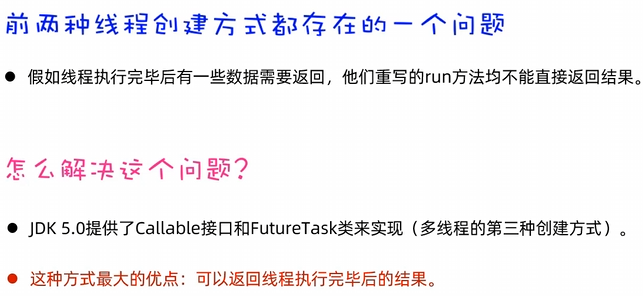 前两种线程创建方式都存在的一个问题
● 假如线程执行完毕后有一些数据需要返回，他们重写的run方法均不能直接返回结果。
怎么解决这个问题？
● JDK 5.0提供了Callable接口和FutureTask类来实现（多线程的第三种创建方式）。
● 这种方式最大的优点：可以返回线程执行完毕后的结果。